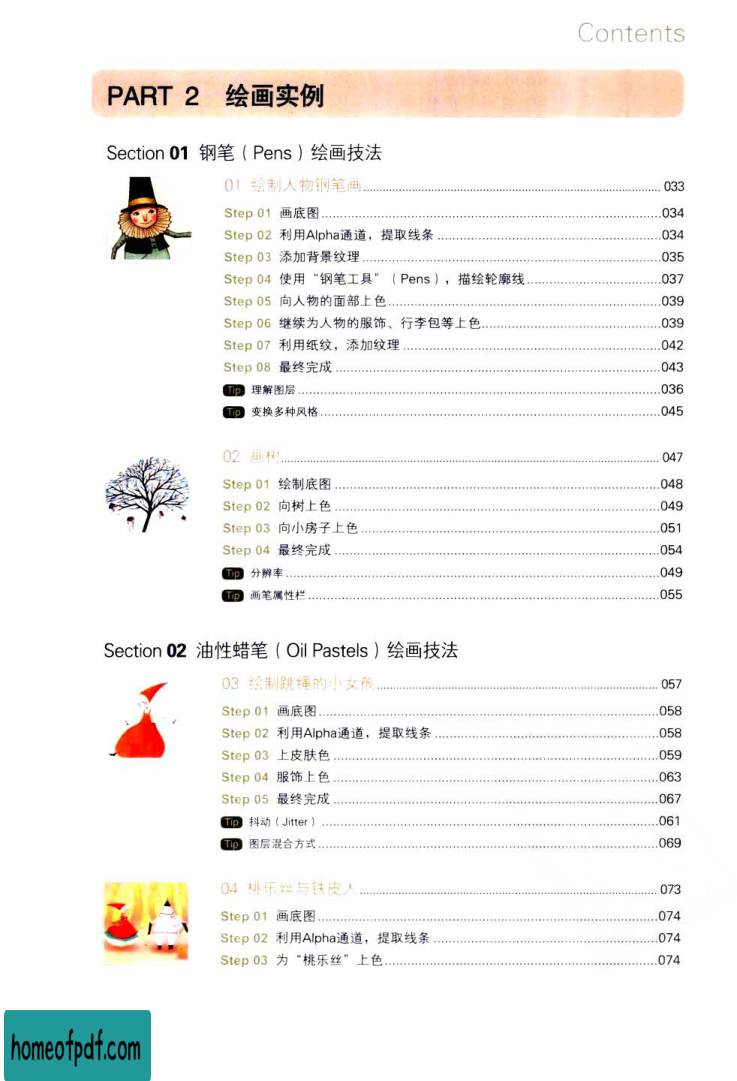 Contents
PART 2 绘画实例
Section 01 钢笔（Pens）绘画技法
01 绘制人物钢笔画 033
Step 01 画底图 034
Step 02 利用Alpha通道，提取线条 034
Step 03 添加背景纹理 035
Step 04 使用“钢笔工具”（Pens），描绘轮廓线 037
Step 05 向人物的面部上色 039
Step 06 继续为人物的服饰、行李包等上色 039
Step 07 利用纸纹，添加纹理 042
Step 08 最终完成 043
Tip 理解图层 036
Tip 变换多种风格 045
02 画树 047
Step 01 绘制底图 048
Step 02 向树上色 049
Step 03 向小房子上色 051
Step 04 最终完成 054
Tip 分辨率 049
Tip 画笔属性栏 055
Section 02 油性蜡笔（Oil Pastels）绘画技法
03 绘制跳绳的小女孩 057
Step 01 画底图 058
Step 02 利用Alpha通道，提取线条 058
Step 03 上皮肤色 059
Step 04 服饰上色 063
Step 05 最终完成 067
Tip 抖动（Jitter） 061
Tip 图层混合方式 069
04 桃乐丝与铁皮人 073
Step 01 画底图 074
Step 02 利用Alpha通道，提取线条 074
Step 03 为“桃乐丝”上色 074
homeofpdf.com